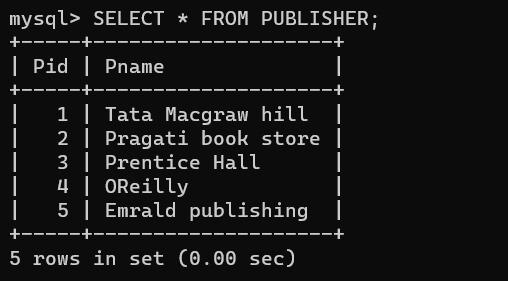 mysql> SELECT * FROM PUBLISHER;
+-----+--------------------+
| Pid | Pname              |
+-----+--------------------+
|   1 | Tata Macgraw hill  |
|   2 | Pragati book store |
|   3 | Prentice Hall      |
|   4 | OReilly            |
|   5 | Emrald publishing  |
+-----+--------------------+
5 rows in set (0.00 sec)